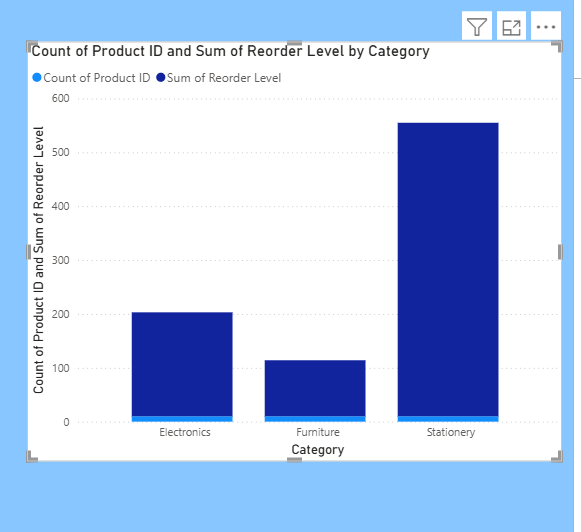 Count of Product ID and Sum of Reorder Level by Category
Count of Product ID Sum of Reorder Level
Count of Product ID and Sum of Reorder Level
600
500
400
300
200
100
0
Electronics Furniture Stationery
Category